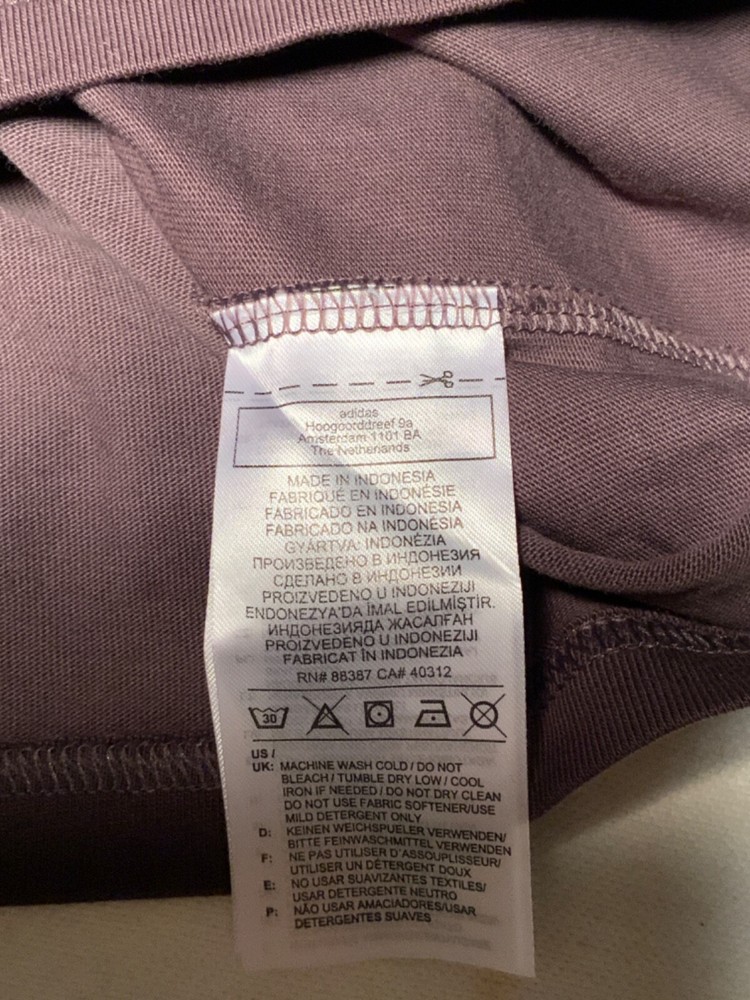 adidas
Hoogoorddreef 9a
Amsterdam 1101 BA
The Netherlands
MADE IN INDONESIA
FABRIQUÉ EN INDONÉSIE
FABRICADO EN INDONESIA
FABRICADO NA INDONÉSIA
GYÁRTVA: INDONÉZIA
ПРОИЗВЕДЕНО В ИНДОНЕЗИЯ
СДЕЛАНО В ИНДОНЕЗИИ
PROIZVEDENO U INDONEZIJI
ENDONEZYA'DA İMAL EDİLMİŞTİR.
ИНДОНЕЗИЯДА ЖАСАЛҒАН
PROIZVEDENO U INDONEZIJI
FABRICAT ÎN INDONEZIA
RN# 88387 CA# 40312
30
US /
UK: MACHINE WASH COLD / DO NOT
BLEACH / TUMBLE DRY LOW / COOL
IRON IF NEEDED / DO NOT DRY CLEAN
DO NOT USE FABRIC SOFTENER/USE
MILD DETERGENT ONLY
D: KEINEN WEICHSPUELER VERWENDEN/
BITTE FEINWASCHMITTEL VERWENDEN
F: NE PAS UTILISER D'ASSOUPLISSEUR/
UTILISER UN DÉTERGENT DOUX
E: NO USAR SUAVIZANTES TEXTILES/
USAR DETERGENTE NEUTRO
P: NÃO USAR AMACIADORES/USAR
DETERGENTES SUAVES